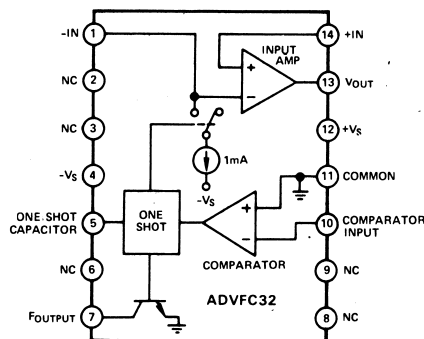 -IN
1
14
+IN
INPUT
AMP
+
−
NC
2
13
VOUT
NC
3
12
+VS
1mA
-VS
4
11
COMMON
-VS
ONE-SHOT
CAPACITOR
5
ONE
SHOT
+
−
10
COMPARATOR
INPUT
COMPARATOR
NC
6
9
NC
ADVFC32
FOUTPUT
7
8
NC